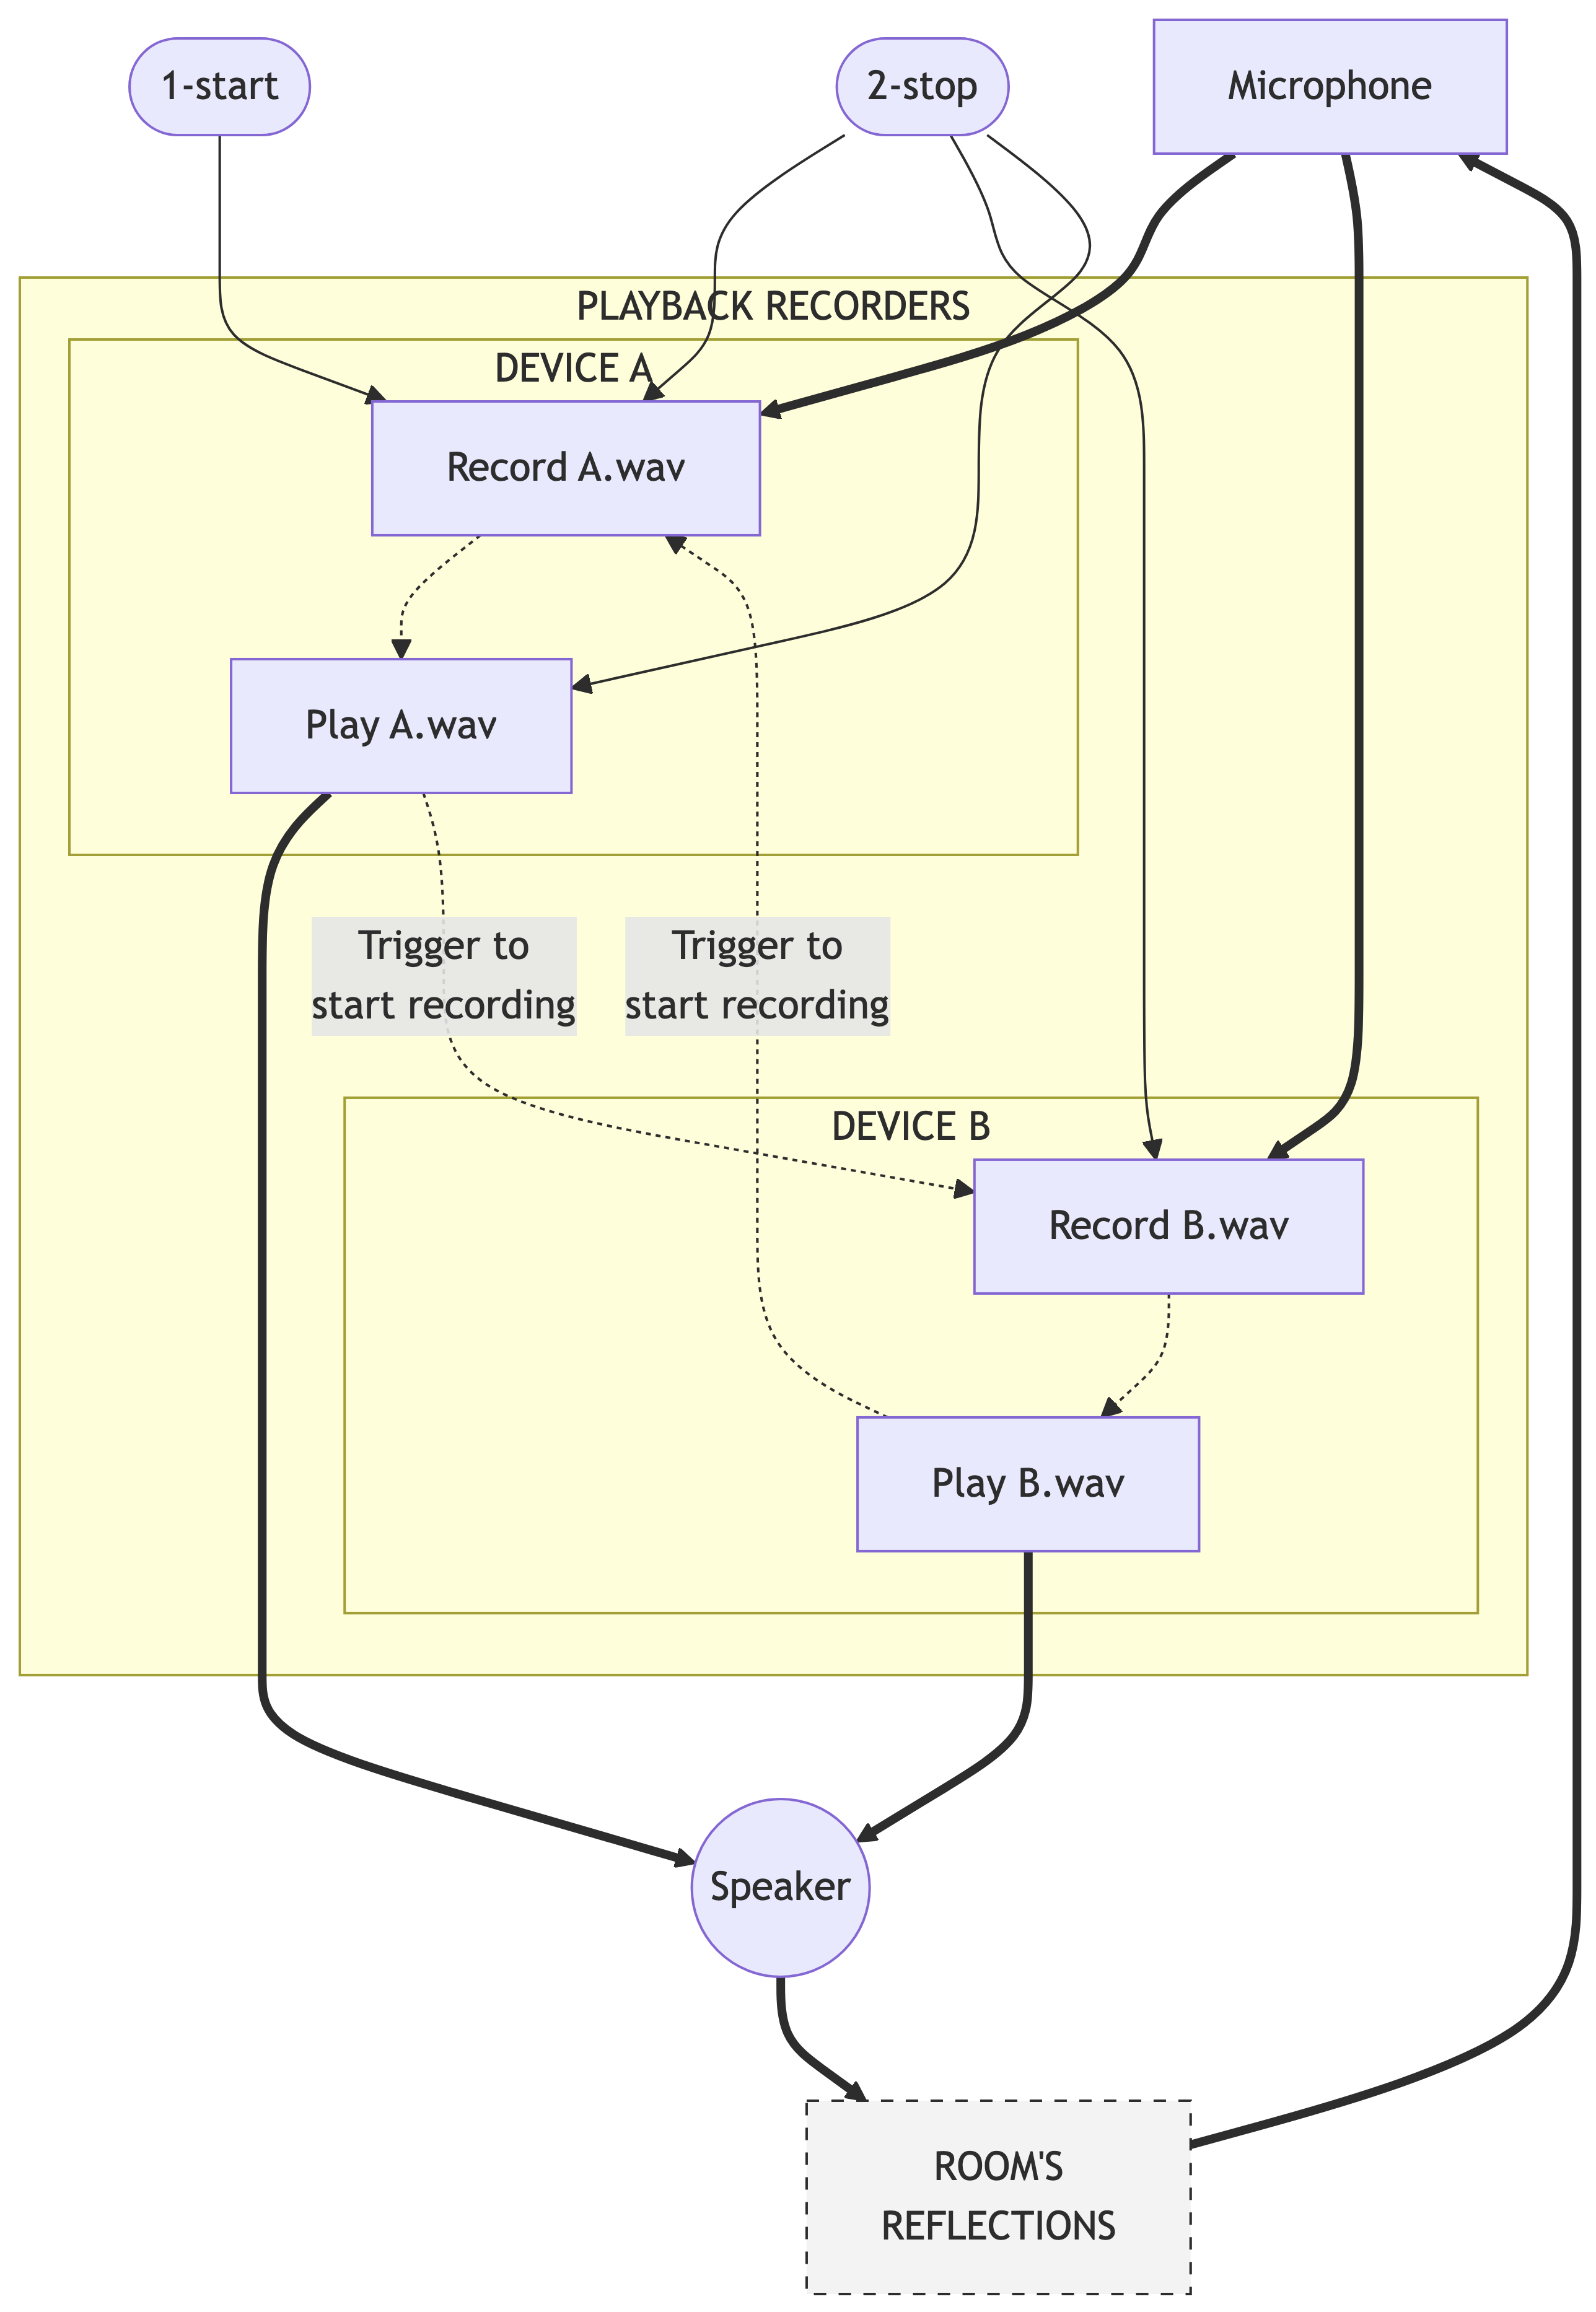 1-start
2-stop
Microphone
PLAYBACK RECORDERS
DEVICE A
Record A.wav
Play A.wav
Trigger to
start recording
Trigger to
start recording
DEVICE B
Record B.wav
Play B.wav
Speaker
ROOM'S
REFLECTIONS